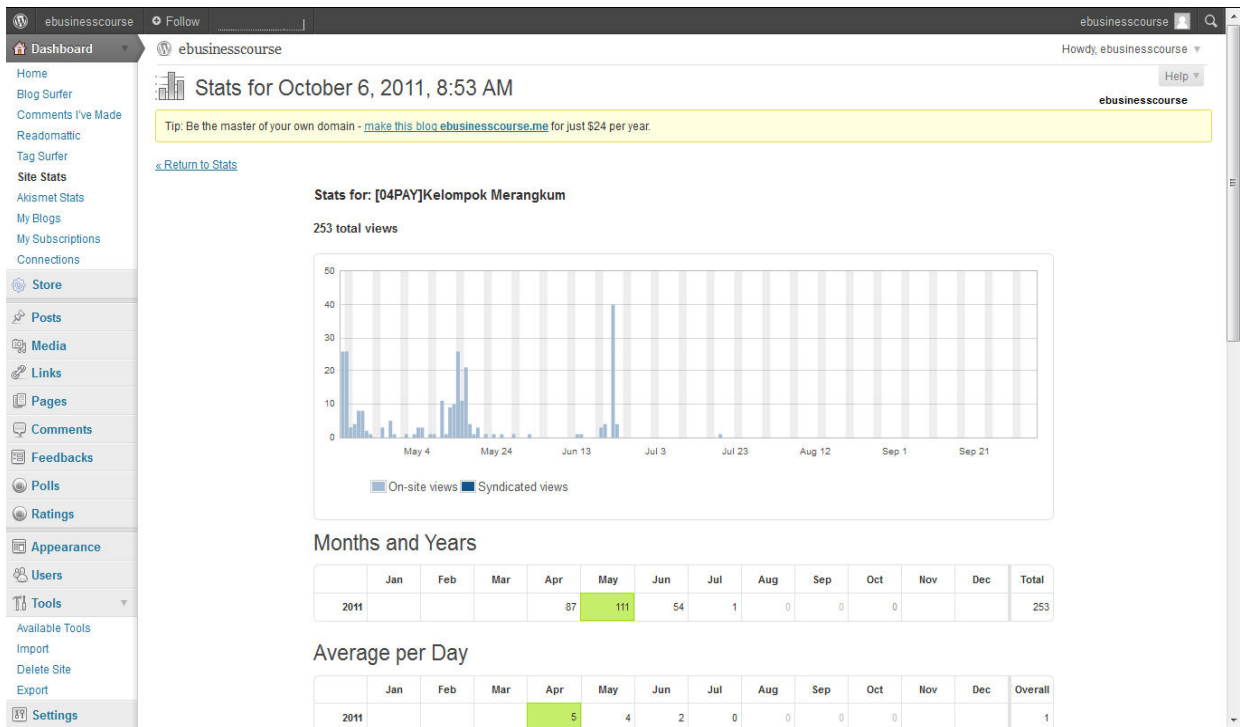 ebusinesscourse Follow ebusinesscourse
Dashboard
Home
Blog Surfer
Comments I've Made
Readomattic
Tag Surfer
Site Stats
Akismet Stats
My Blogs
My Subscriptions
Connections
Store
Posts
Media
Links
Pages
Comments
Feedbacks
Polls
Ratings
Appearance
Users
Tools
Available Tools
Import
Delete Site
Export
Settings
ebusinesscourse Howdy, ebusinesscourse
Help
Stats for October 6, 2011, 8:53 AM
ebusinesscourse
Tip: Be the master of your own domain - make this blog ebusinesscourse.me for just $24 per year.
« Return to Stats
Stats for: [04PAY]Kelompok Merangkum
253 total views
50
40
30
20
10
0
May 4 May 24 Jun 13 Jul 3 Jul 23 Aug 12 Sep 1 Sep 21
On-site views Syndicated views
Months and Years
Jan Feb Mar Apr May Jun Jul Aug Sep Oct Nov Dec Total
2011 87 111 54 1 0 0 0 253
Average per Day
Jan Feb Mar Apr May Jun Jul Aug Sep Oct Nov Dec Overall
2011 5 4 2 0 0 0 0 1